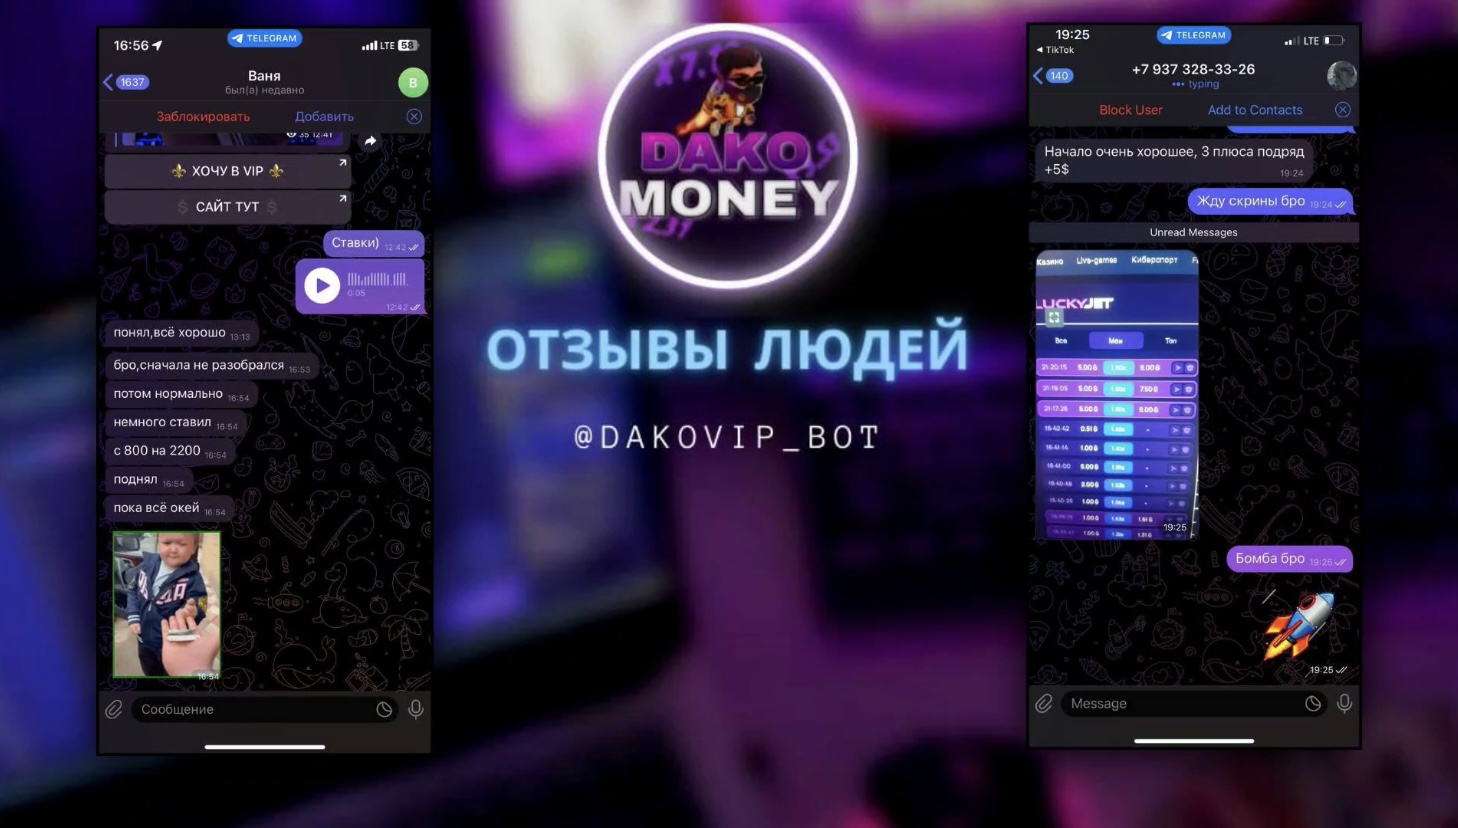 16:56
TELEGRAM
LTE 53
1637
Ваня
был(а) недавно
B
Заблокировать
Добавить
35 12:41
⚜ ХОЧУ В VIP ⚜
САЙТ ТУТ
Ставки) 12:42
0:05
12:42
понял,всё хорошо 13:13
бро,сначала не разобрался 16:53
потом нормально 16:54
немного ставил 16:54
с 800 на 2200 16:54
поднял 16:54
пока всё окей 16:54
16:54
Сообщение
DAKO
MONEY
ОТЗЫВЫ ЛЮДЕЙ
@DAKOVIP_BOT
19:25
TELEGRAM
LTE
TikTok
140
+7 937 328-33-26
typing
Block User
Add to Contacts
Начало очень хорошее, 3 плюса подряд
+5$
19:24
Жду скрины бро 19:24
Unread Messages
Казино Live-games Киберспорт
LUCKYJET
Все Мои Топ
19:25
Бомба бро 19:25
19:25
Message